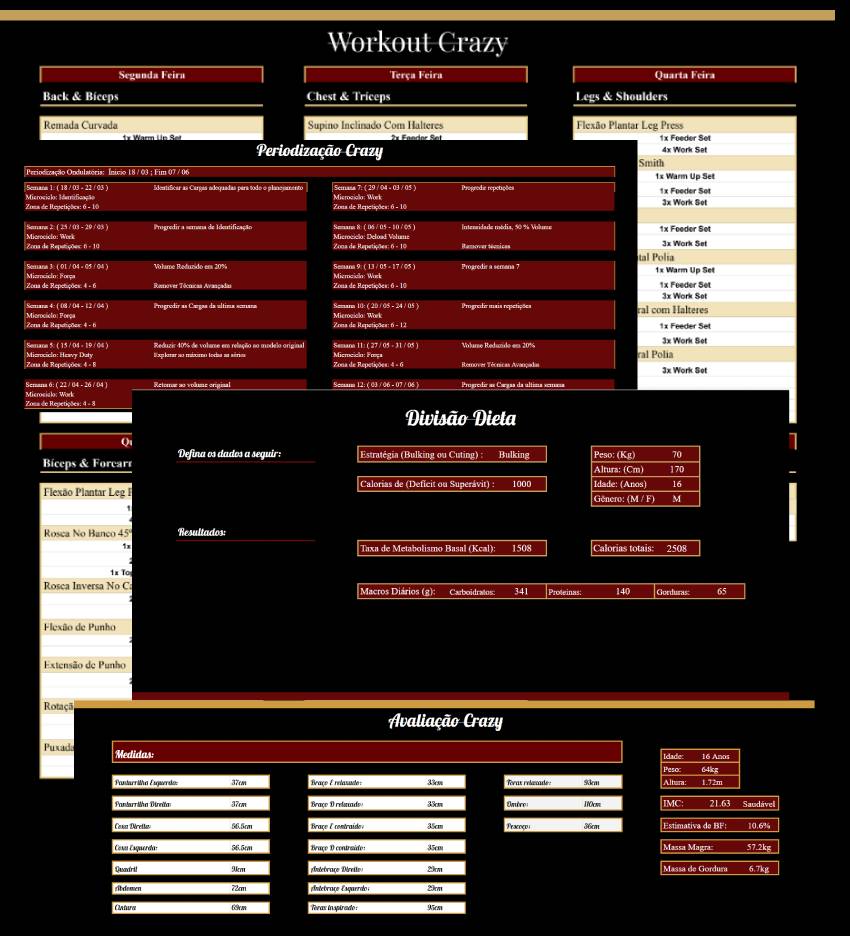 Workout Crazy
Segunda Feira
Terça Feira
Quarta Feira
Back & Bíceps
Chest & Tríceps
Legs & Shoulders
Remada Curvada
Supino Inclinado Com Halteres
Flexão Plantar Leg Press
1x Warm Up Set
2x Feeder Set
1x Feeder Set
4x Work Set
Smith
1x Warm Up Set
1x Feeder Set
3x Work Set
1x Feeder Set
3x Work Set
tal Polia
1x Warm Up Set
1x Feeder Set
3x Work Set
ral com Halteres
1x Feeder Set
3x Work Set
ral Polia
3x Work Set
Periodização Crazy
Periodização Ondulatória: Inicio 18 / 03 ; Fim 07 / 06
Semana 1: ( 18 / 03 - 22 / 03 ) Identificar as Cargas adequadas para todo o planejamento
Microciclo: Identificação
Zona de Repetições: 6 - 10
Semana 2: ( 25 / 03 - 29 / 03 ) Progredir a semana de Identificação
Microciclo: Work
Zona de Repetições: 6 - 10
Semana 3: ( 01 / 04 - 05 / 04 ) Volume Reduzido em 20%
Microciclo: Força
Zona de Repetições: 4 - 6 Remover Técnicas Avançadas
Semana 4: ( 08 / 04 - 12 / 04 ) Progredir as Cargas da ultima semana
Microciclo: Força
Zona de Repetições: 4 - 6
Semana 5: ( 15 / 04 - 19 / 04 ) Reduzir 40% de volume em relação ao modelo original
Microciclo: Heavy Duty Explorar ao máximo todas as séries
Zona de Repetições: 4 - 8
Semana 6: ( 22 / 04 - 26 / 04 ) Retomar ao volume original
Microciclo: Work
Zona de Repetições: 4 - 8
Semana 7: ( 29 / 04 - 03 / 05 ) Progredir repetições
Microciclo: Work
Zona de Repetições: 6 - 10
Semana 8: ( 06 / 05 - 10 / 05 ) Intensidade média, 50 % Volume
Microciclo: Deload Volume
Zona de Repetições: 6 - 10 Remover técnicas
Semana 9: ( 13 / 05 - 17 / 05 ) Progredir a semana 7
Microciclo: Work
Zona de Repetições: 6 - 10
Semana 10: ( 20 / 05 - 24 / 05 ) Progredir mais repetições
Microciclo: Work
Zona de Repetições: 6 - 12
Semana 11: ( 27 / 05 - 31 / 05 ) Volume Reduzido em 20%
Microciclo: Força
Zona de Repetições: 4 - 6 Remover Técnicas Avançadas
Semana 12: ( 03 / 06 - 07 / 06 ) Progredir as Cargas da ultima semana
Qu
Bíceps & Forearm
Flexão Plantar Leg P
Rosca No Banco 45º
1x
1x Top
Rosca Inversa No Ca
Flexão de Punho
Extensão de Punho
Rotaçã
Puxada
Divisão Dieta
Defina os dados a seguir:
Estratégia (Bulking ou Cuting) : Bulking
Calorias de (Defícit ou Superávit) : 1000
Peso: (Kg) 70
Altura: (Cm) 170
Idade: (Anos) 16
Gênero: (M / F) M
Resultados:
Taxa de Metabolismo Basal (Kcal): 1508
Calorias totais: 2508
Macros Diários (g): Carboidratos: 341 Proteinas: 140 Gorduras: 65
Avaliação Crazy
Medidas:
Panturrilha Esquerda: 37cm
Panturrilha Direita: 37cm
Coxa Direita: 56.5cm
Coxa Esquerda: 56.5cm
Quadril 91cm
Abdomen 72cm
Cintura 69cm
Braço E relaxado: 33cm
Braço D relaxado: 33cm
Braço E contraido: 35cm
Braço D contraido: 35cm
Antebraço Direito: 29cm
Antebraço Esquerdo: 29cm
Torax inspirado: 95cm
Torax relaxado: 93cm
Ombro: 110cm
Pescoço: 36cm
Idade: 16 Anos
Peso: 64kg
Altura: 1.72m
IMC: 21.63 Saudável
Estimativa de BF: 10.6%
Massa Magra: 57.2kg
Massa de Gordura 6.7kg